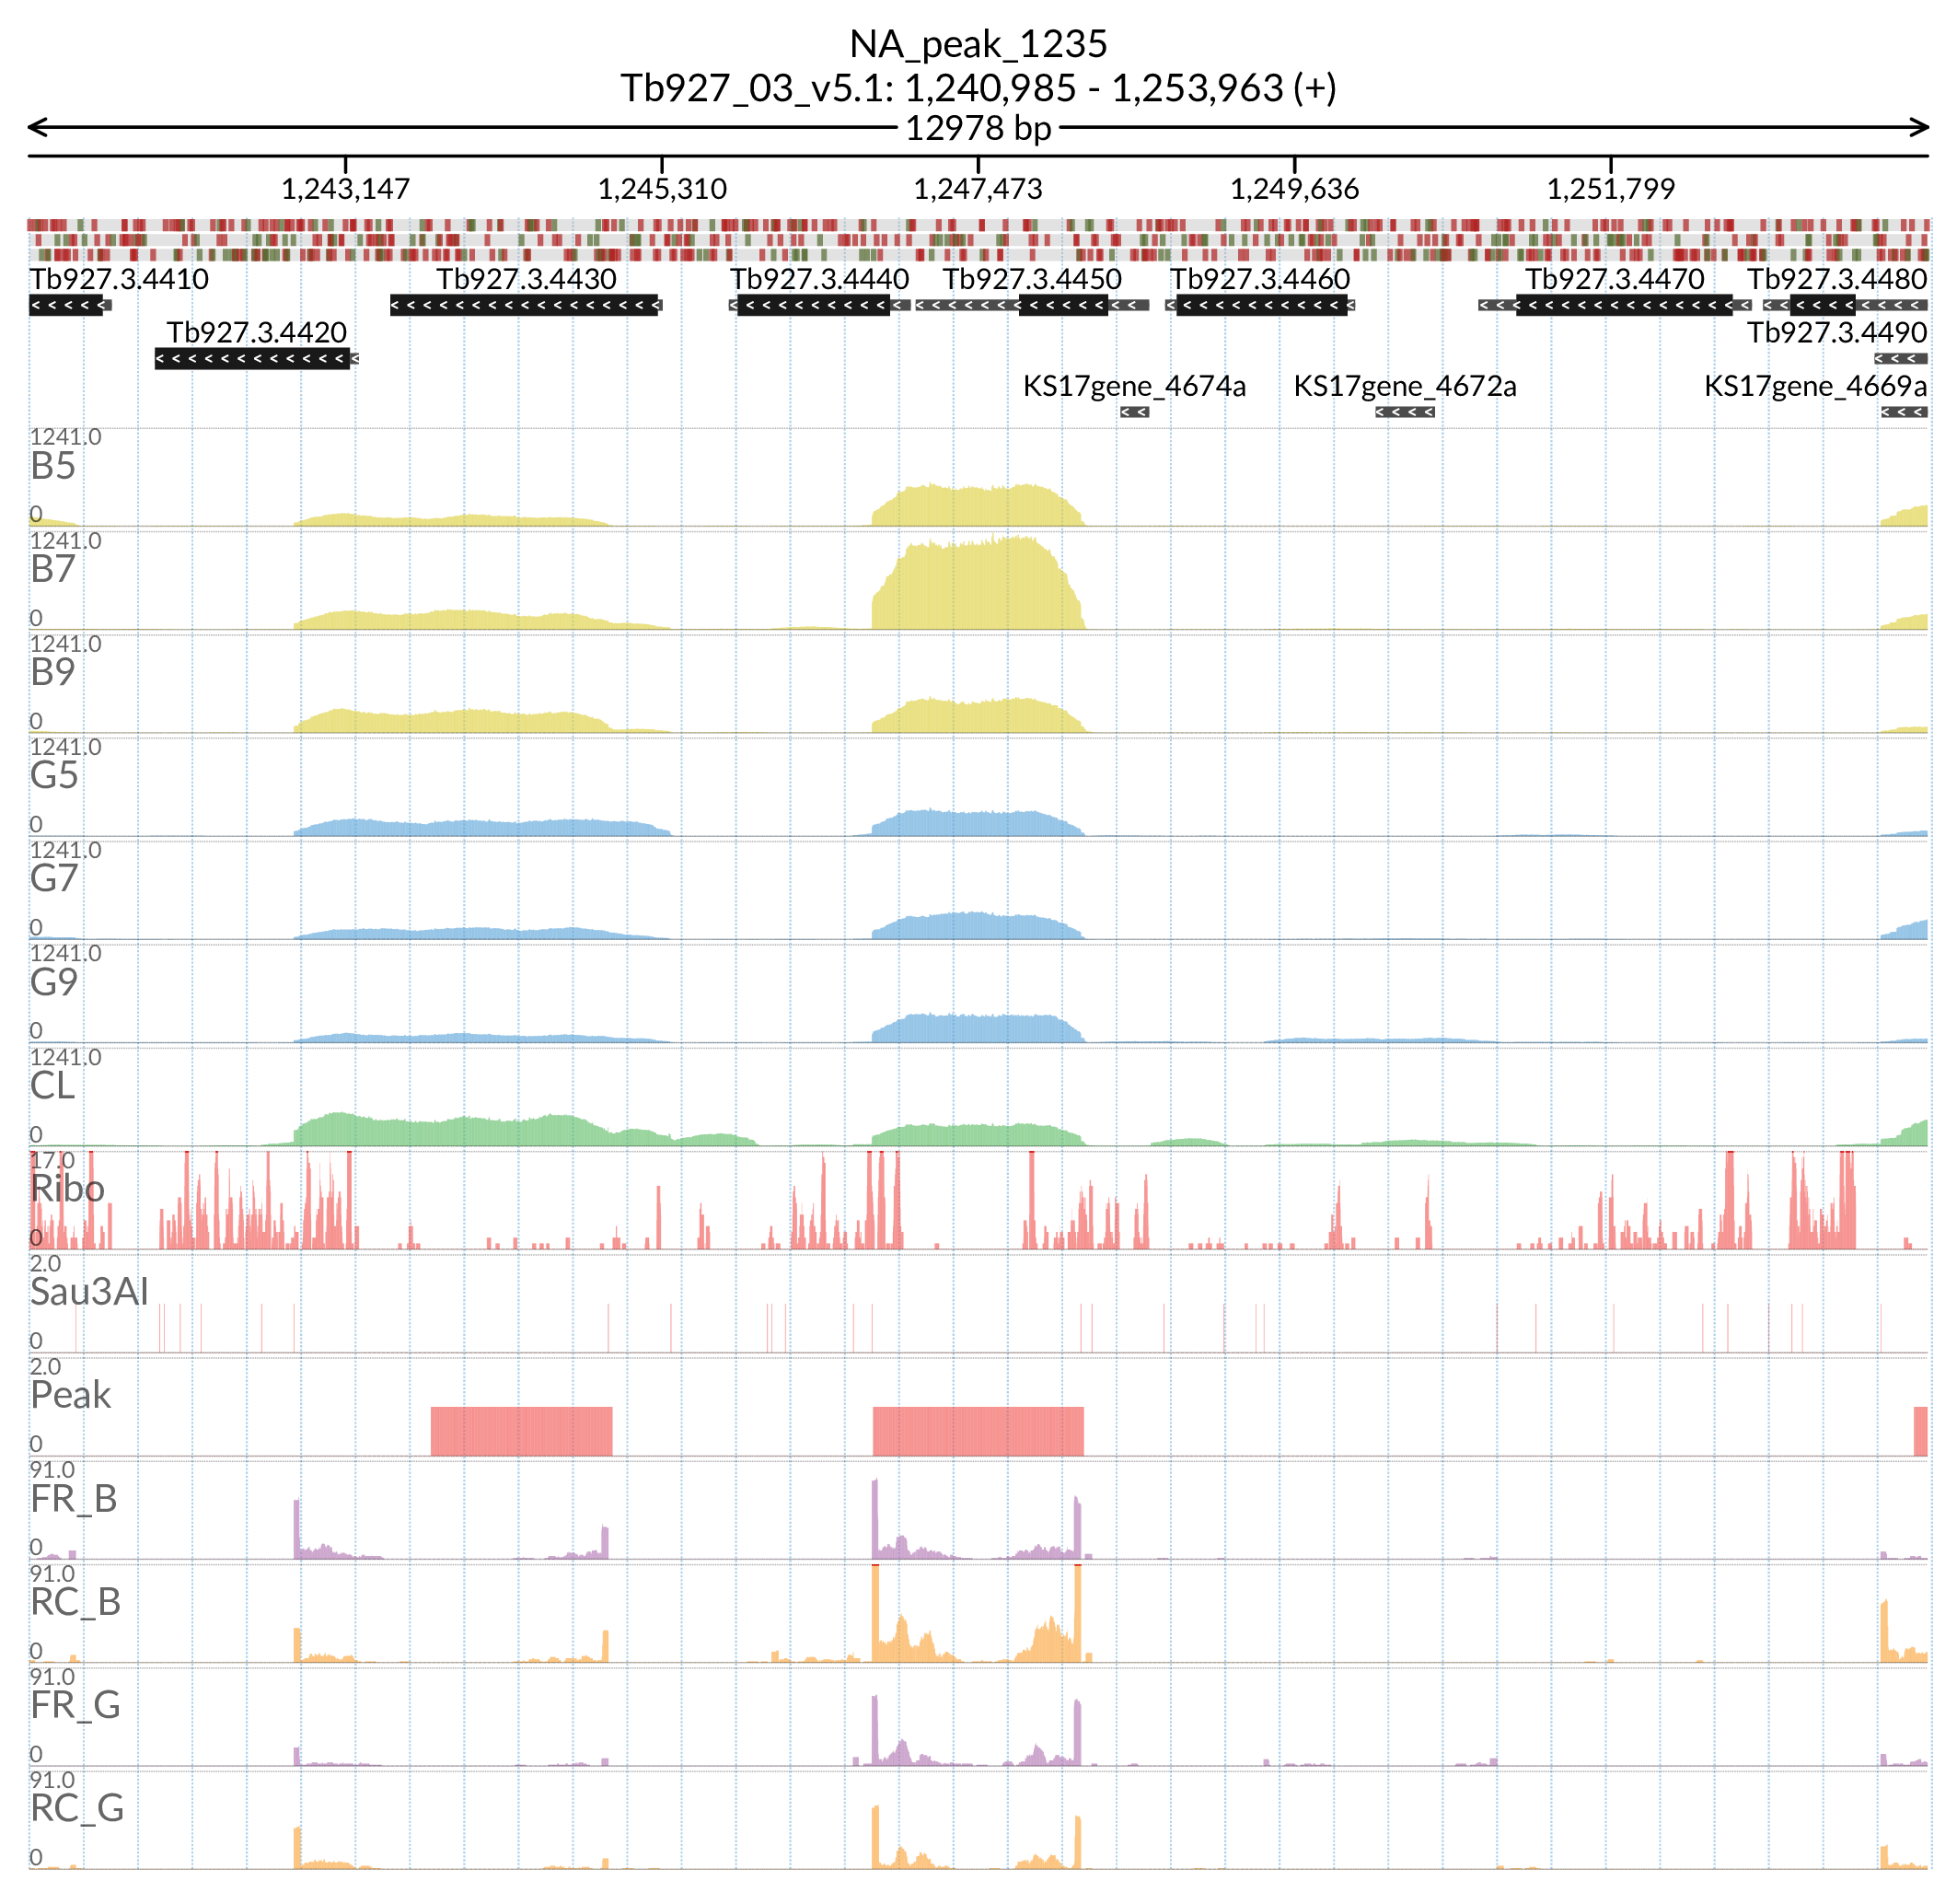 NA_peak_1235
Tb927_03_v5.1: 1,240,985 - 1,253,963 (+)
12978 bp
1,243,147 1,245,310 1,247,473 1,249,636 1,251,799
Tb927.3.4410 Tb927.3.4430 Tb927.3.4440 Tb927.3.4450 Tb927.3.4460 Tb927.3.4470 Tb927.3.4480
Tb927.3.4420 Tb927.3.4490
KS17gene_4674a KS17gene_4672a KS17gene_4669a
1241.0
B5
0
1241.0
B7
0
1241.0
B9
0
1241.0
G5
0
1241.0
G7
0
1241.0
G9
0
1241.0
CL
0
17.0
Ribo
0
2.0
Sau3AI
0
2.0
Peak
0
91.0
FR_B
0
91.0
RC_B
0
91.0
FR_G
0
91.0
RC_G
0